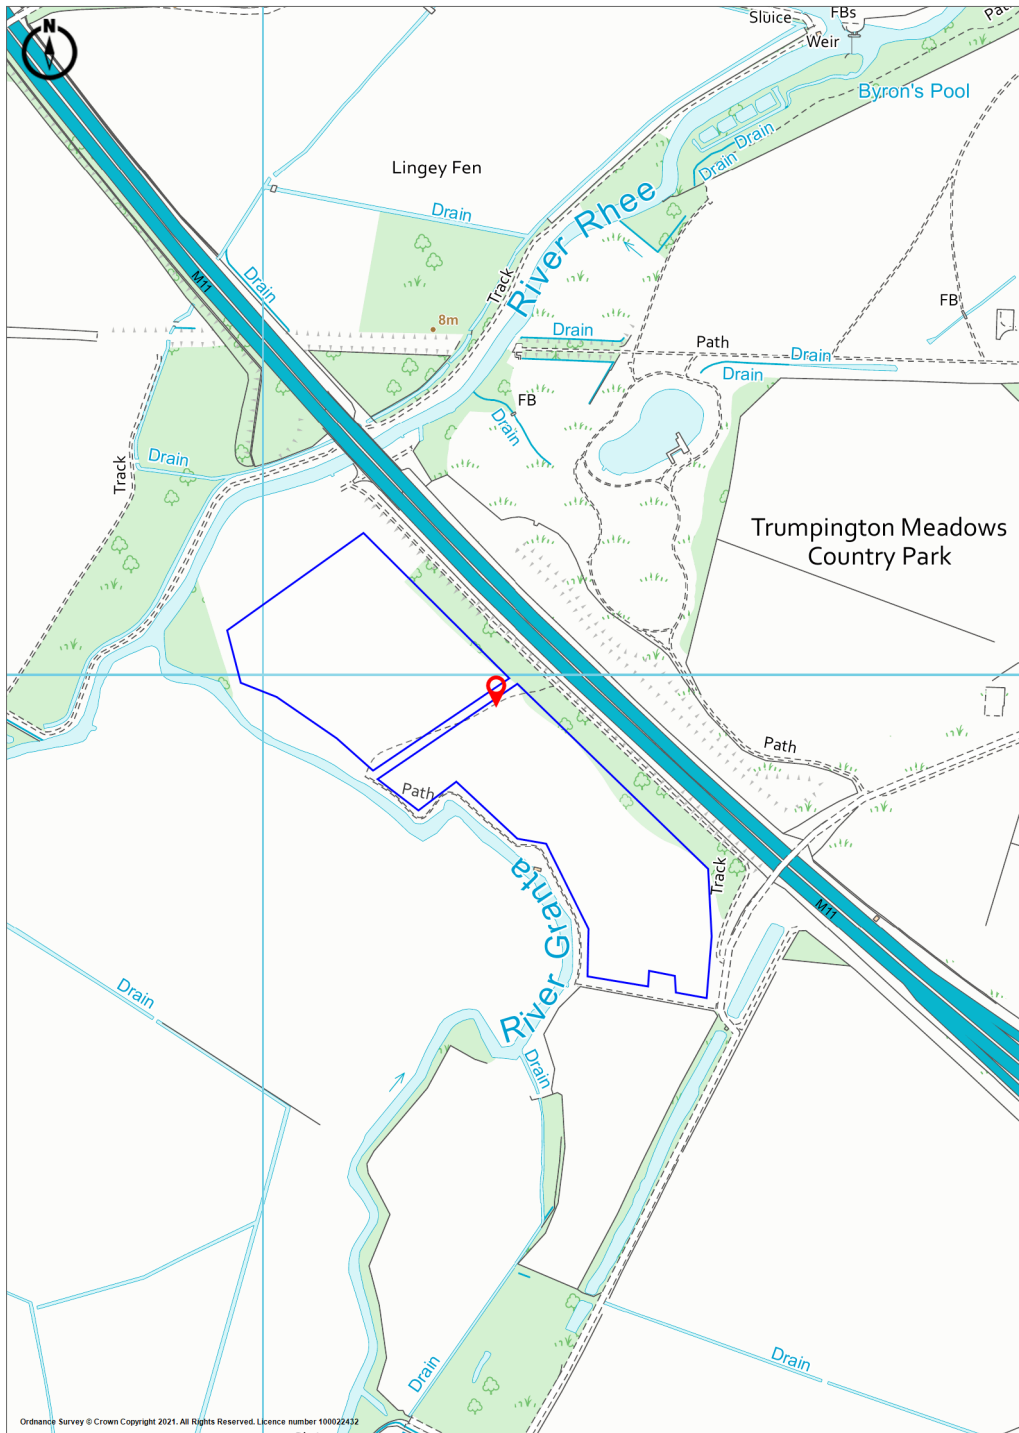 N
Sluice
FBs
Pat
Weir
Byron's Pool
Drain
Drain
Lingey Fen
River Rhee
Drain
M11
Drain
Track
FB
8m
Drain
Path
Drain
Drain
FB
Drain
Track
Drain
Trumpington Meadows
Country Park
Path
Path
Track
River Granta
M11
Drain
Drain
Drain
Drain
Ordnance Survey © Crown Copyright 2021. All Rights Reserved. Licence number 100022432